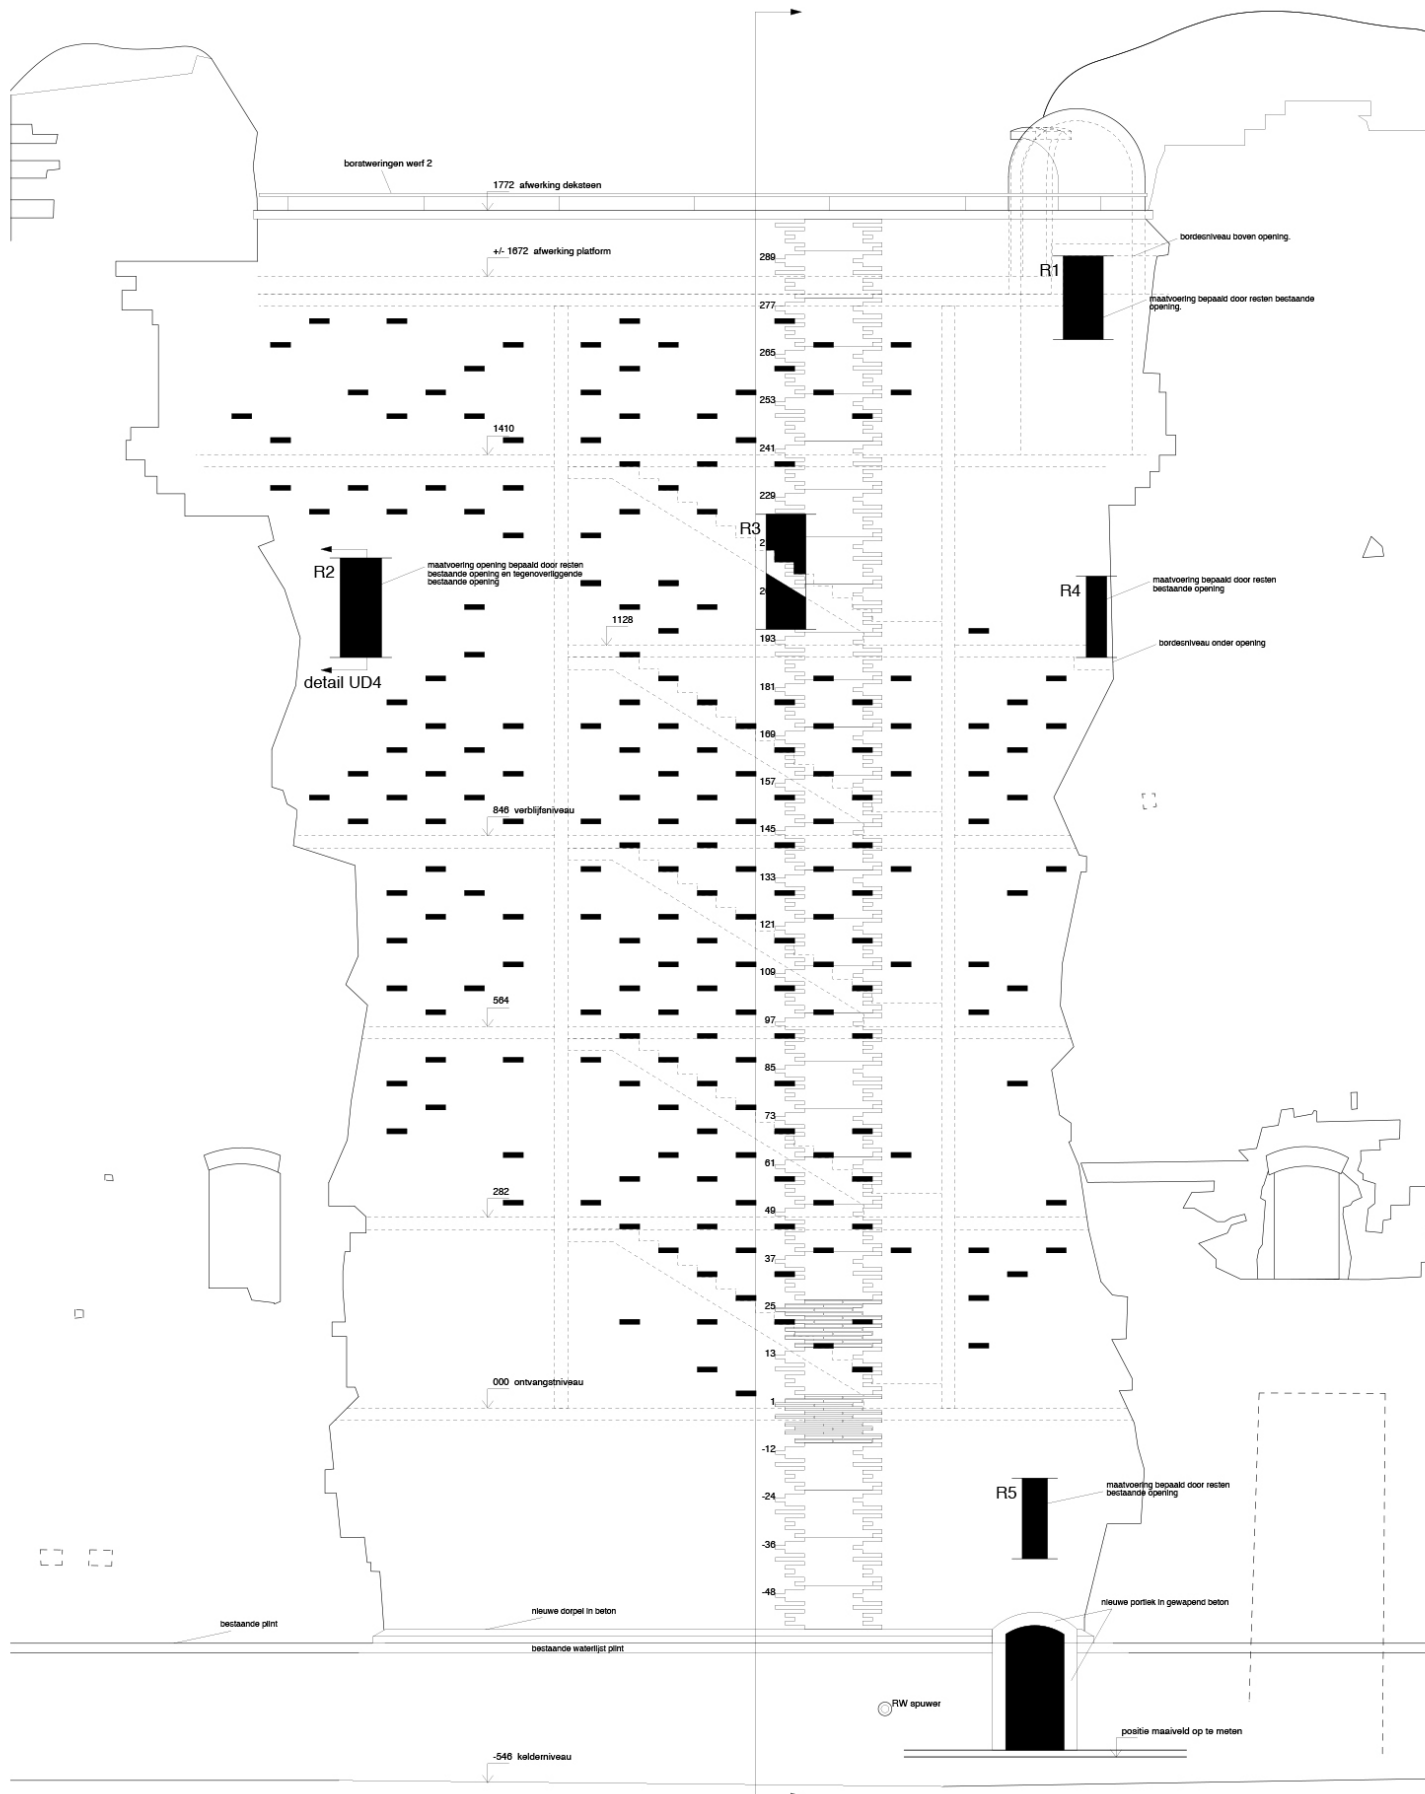 borstweringen werf 2
1772 afwerking deksteen
bordesniveau boven opening.
+/- 1672 afwerking platform
289
R1
maatvoering bepaald door resten bestaande
opening.
277
265
253
1410
241
229
R3
R2
maatvoering opening bepaald door resten
bestaande opening en tegenoverliggende
bestaande opening
2
R4
maatvoering bepaald door resten
bestaande opening
1128
193
bordesniveau onder opening
detail UD4
181
169
157
846 verblijfsniveau
145
133
121
109
564
97
85
73
61
282
49
37
25
13
000 ontvangstniveau
1
-12
R5
maatvoering bepaald door resten
bestaande opening
-24
-36
-48
nieuwe portiek in gewapend beton
nieuwe dorpel in beton
bestaande plint
bestaande waterlijst plint
RW spuwer
positie maaiveld op te meten
-546 kelderniveau